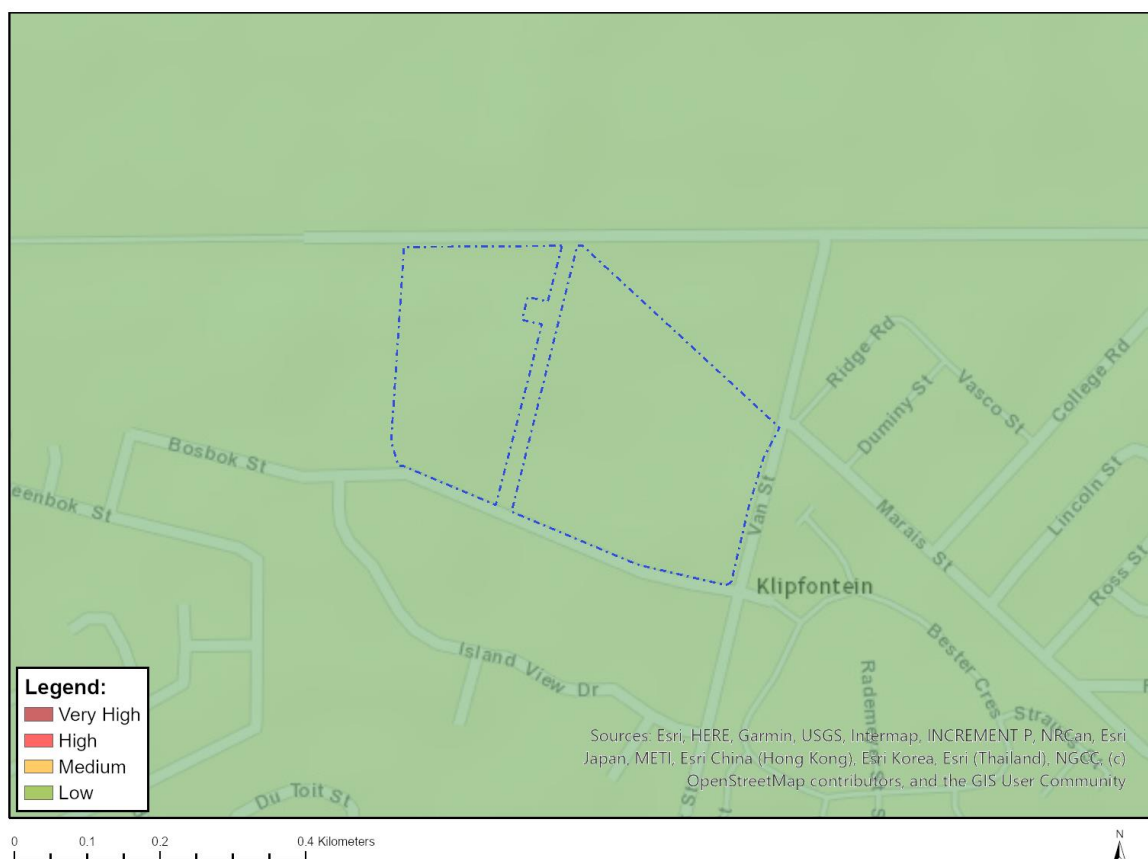 Ridge Rd
Duminy St
Vasco St
College Rd
Bosbok St
eenbok St
Van St
Marais St
Lincoln St
Ross St
Klipfontein
Island View Dr
Bester Cres
St
Du Toit St
Legend:
Very High
High
Medium
Low
Sources: Esri, HERE, Garmin, USGS, Intermap, INCREMENT P, NRCan, Esri
Japan, METI, Esri China (Hong Kong), Esri Korea, Esri (Thailand), NGCC, (c)
OpenStreetMap contributors, and the GIS User Community
0 0.1 0.2 0.4 Kilometers
N